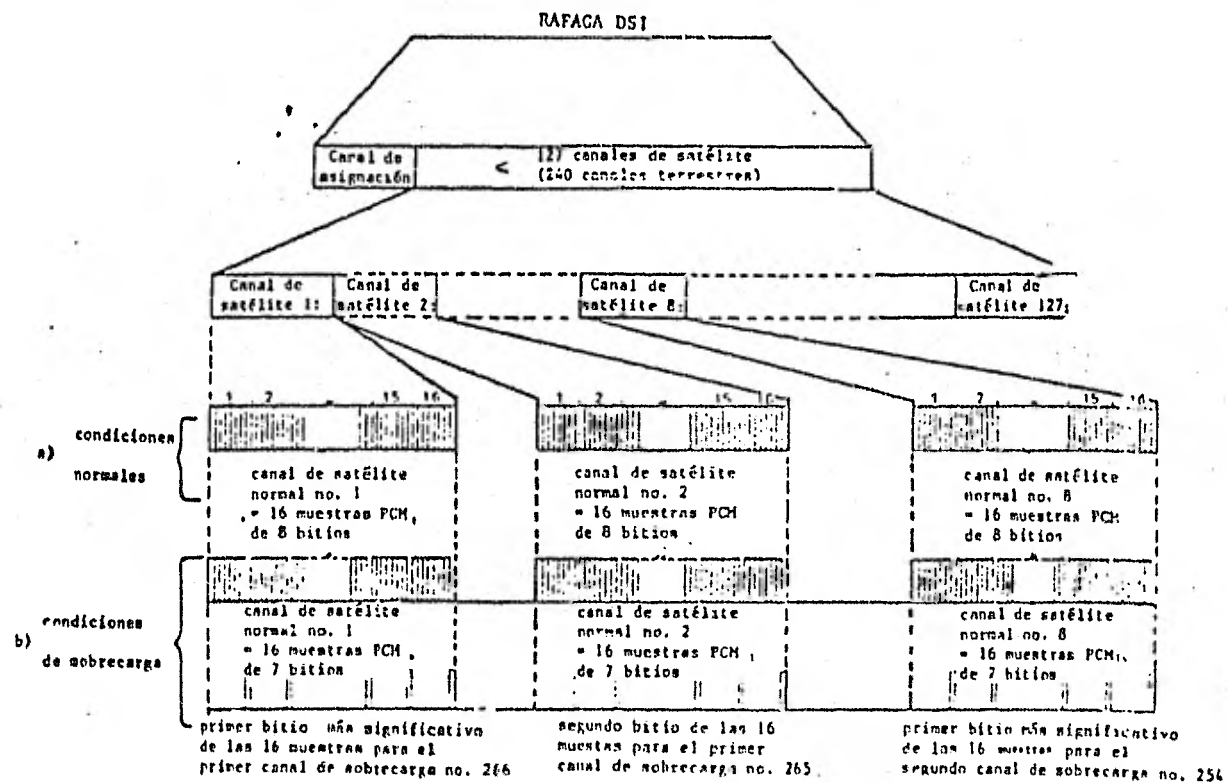 RAFAGA DSI
Canal de
asignación
< 127 canales de satélite
(240 canales terrestres)
Canal de
satélite 1:
Canal de
satélite 2:
Canal de
satélite 8:
Canal de
satélite 127:
1 2 15 16
1 2 15 16
1 2 15 16
a) condiciones
normales
canal de satélite
normal no. 1
= 16 muestras PCM
de 8 bitios
canal de satélite
normal no. 2
= 16 muestras PCM
de 8 bitios
canal de satélite
normal no. 8
= 16 muestras PCM
de 8 bitios
b) condiciones
de sobrecarga
canal de satélite
normal no. 1
= 16 muestras PCM
de 7 bitios
canal de satélite
normal no. 2
= 16 muestras PCM
de 7 bitios
canal de satélite
normal no. 8
= 16 muestras PCM
de 7 bitios
primer bitio más significativo
de las 16 muestras para el
primer canal de sobrecarga no. 266
segundo bitio de las 16
muestas para el primer
canal de sobrecarga no. 265
primer bitio más significativo
de las 16 muestras para el
segundo canal de sobrecarga no. 254